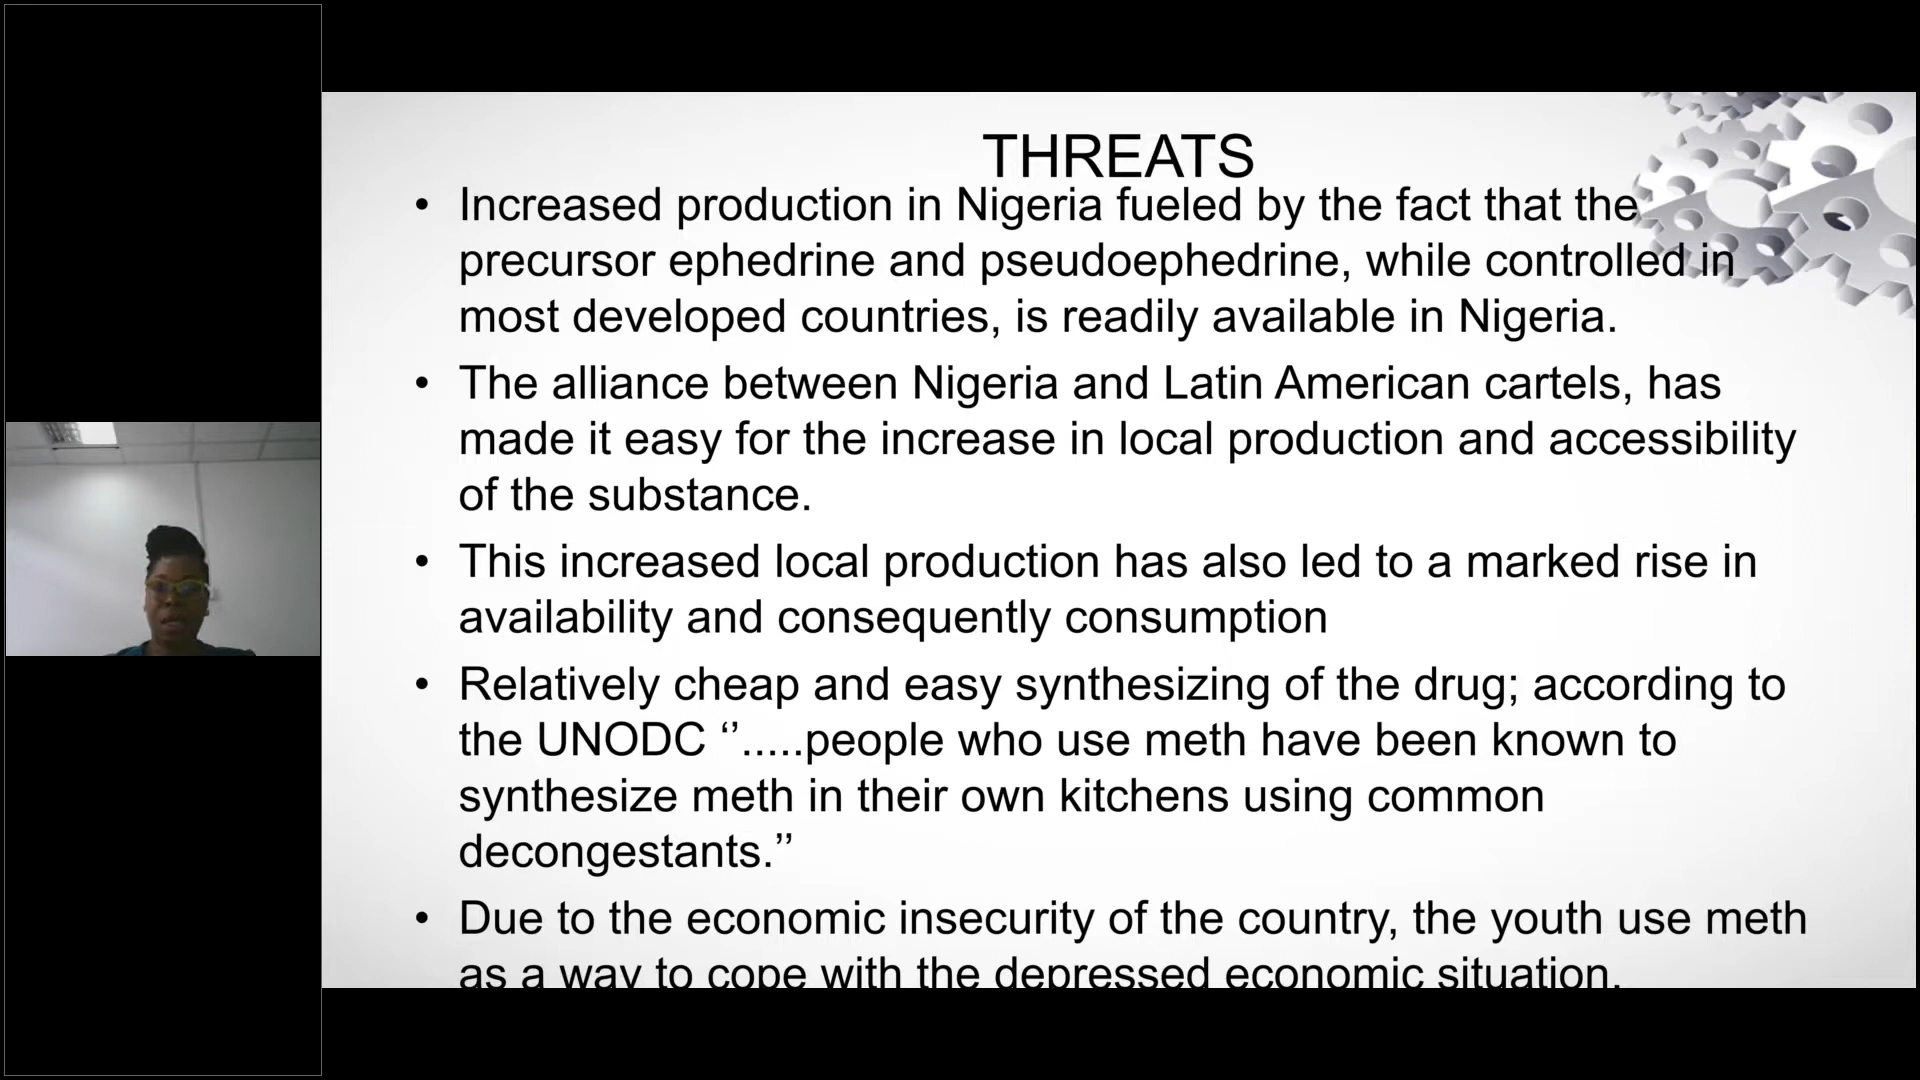 THREATS
• Increased production in Nigeria fueled by the fact that the
precursor ephedrine and pseudoephedrine, while controlled in
most developed countries, is readily available in Nigeria.
• The alliance between Nigeria and Latin American cartels, has
made it easy for the increase in local production and accessibility
of the substance.
• This increased local production has also led to a marked rise in
availability and consequently consumption
• Relatively cheap and easy synthesizing of the drug; according to
the UNODC ‘’.....people who use meth have been known to
synthesize meth in their own kitchens using common
decongestants.’’
• Due to the economic insecurity of the country, the youth use meth
as a way to cope with the depressed economic situation.